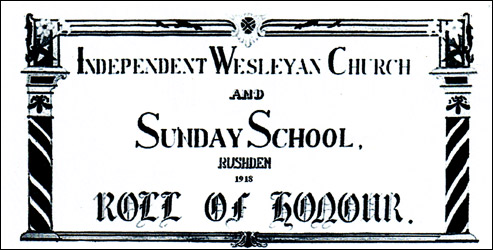 INDEPENDENT WESLEYAN CHURCH
AND
SUNDAY SCHOOL,
RUSHDEN
1918
ROLL OF HONOUR.